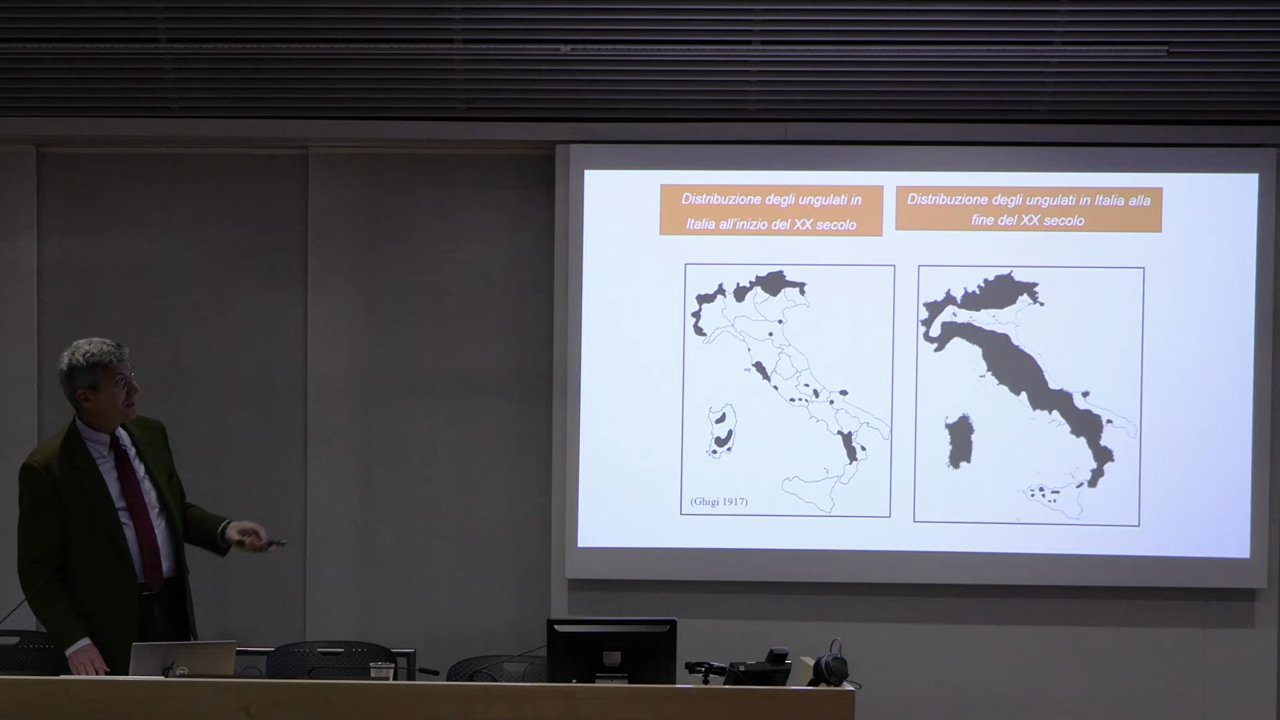 Distribuzione degli ungulati in
Italia all'inizio del XX secolo
Distribuzione degli ungulati in Italia alla
fine del XX secolo
(Ghigi 1917)